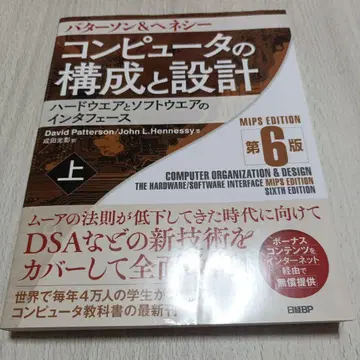 パターソン&ヘネシー
コンピュータの
構成と設計
ハードウエアとソフトウエアの
インタフェース
David Patterson/John L.Hennessy 著
成田光彰 訳
上
MIPS EDITION
第6版
COMPUTER ORGANIZATION & DESIGN
THE HARDWARE/SOFTWARE INTERFACE MIPS EDITION
SIXTH EDITION
ムーアの法則が低下してきた時代に向けて
DSAなどの新技術を
カバーして全面
世界で毎年4万人の学生が
コンピュータ教科書の最新刊
ボーナス
コンテンツを
インターネット
経由で
無償提供
日経BP